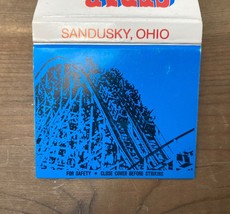 SANDUSKY, OHIO
FOR SAFETY • CLOSE COVER BEFORE STRIKING